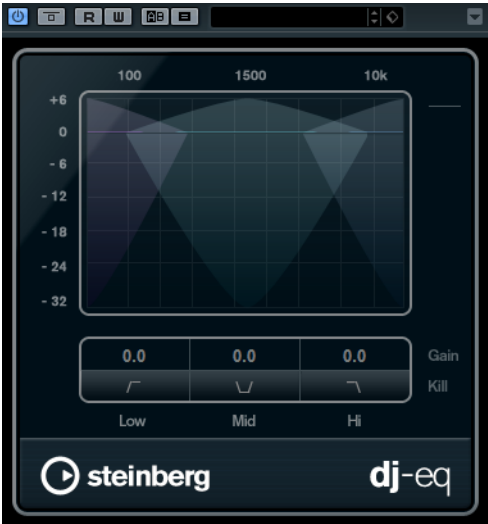 R W AB
100 1500 10k
+6
0
- 6
- 12
- 18
- 24
- 32
0.0 0.0 0.0 Gain
Kill
Low Mid Hi
steinberg dj-eq